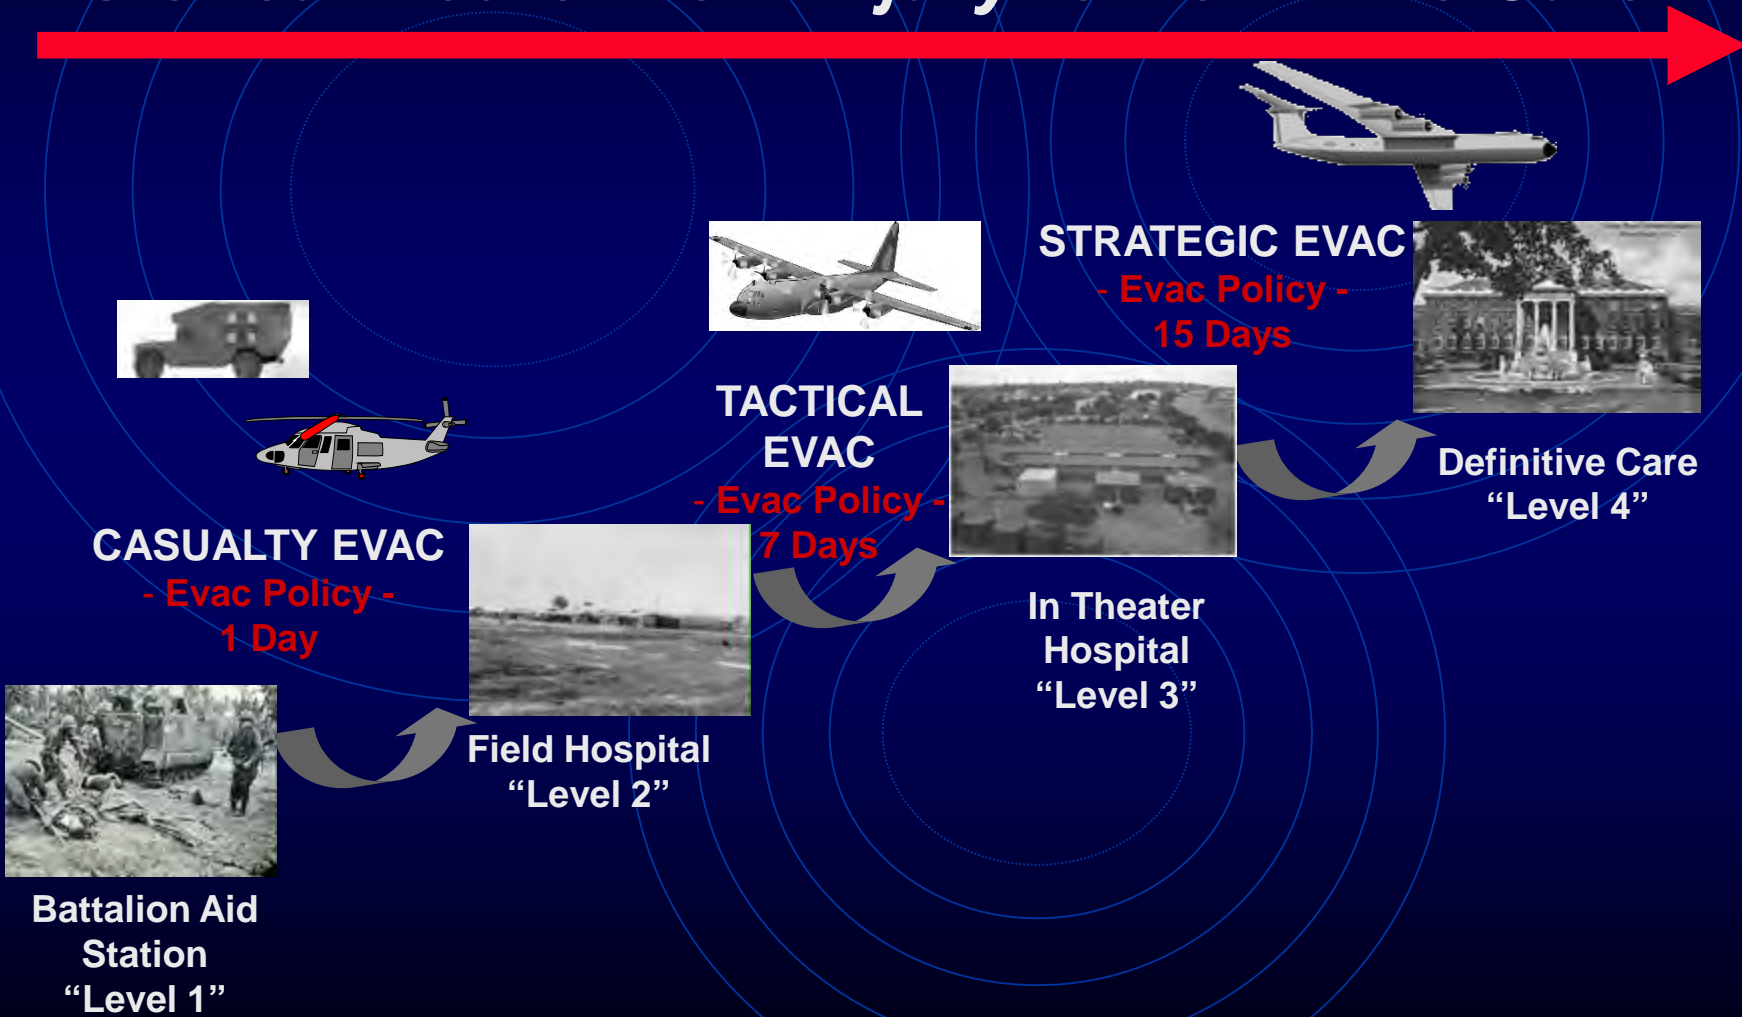 STRATEGIC EVAC
- Evac Policy -
15 Days
Definitive Care
“Level 4”
TACTICAL
EVAC
- Evac Policy -
7 Days
In Theater
Hospital
“Level 3”
CASUALTY EVAC
- Evac Policy -
1 Day
Field Hospital
“Level 2”
Battalion Aid
Station
“Level 1”